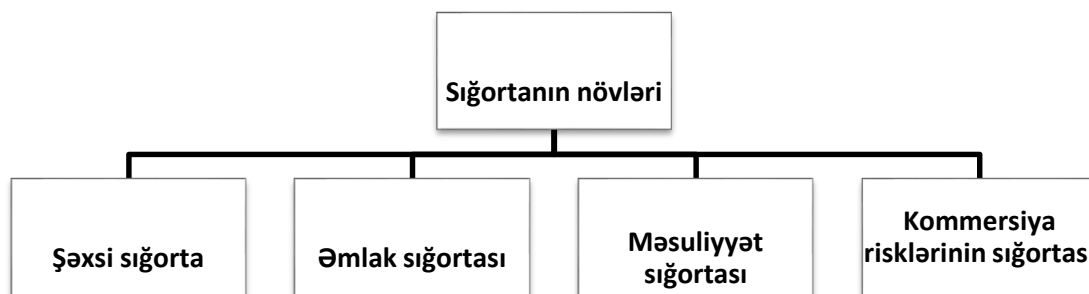 Sığortanın növləri
Şəxsi sığorta
Əmlak sığortası
Məsuliyyət
sığortası
Kommersiya
risklərinin sığortas